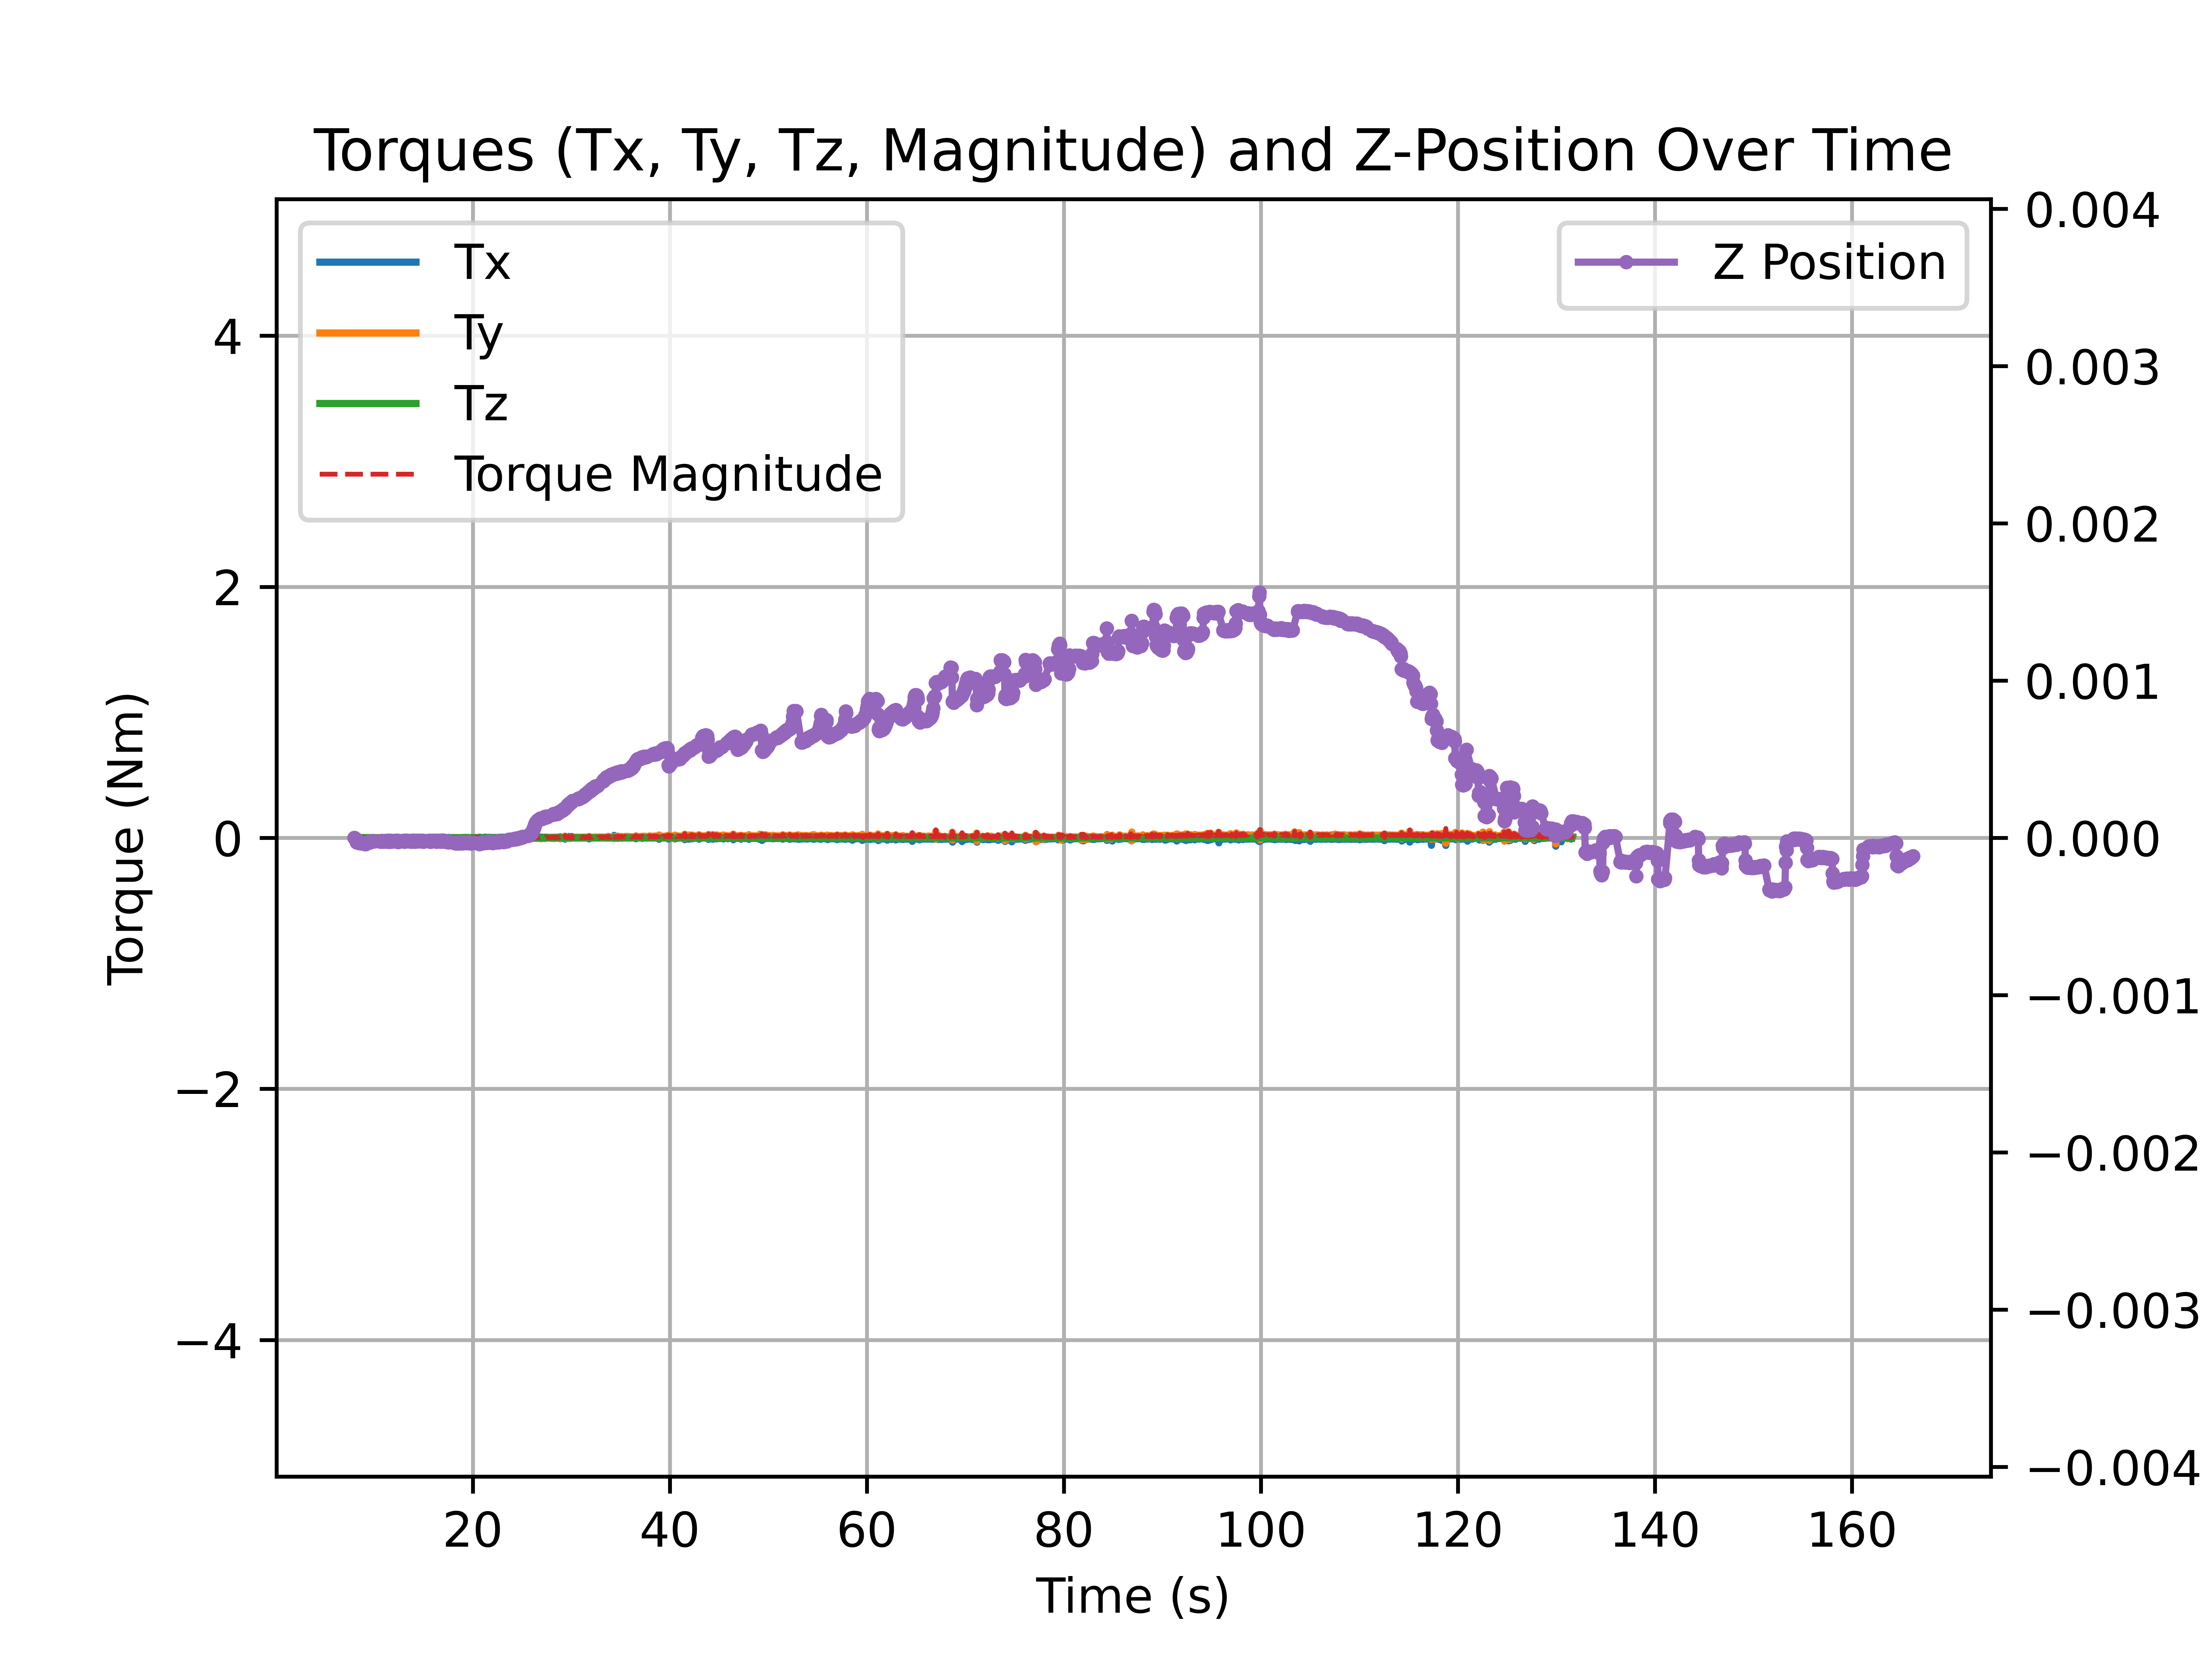 Torques (Tx, Ty, Tz, Magnitude) and Z-Position Over Time
Tx
Ty
Tz
Torque Magnitude
Z Position
Torque (Nm)
4
2
0
−2
−4
0.004
0.003
0.002
0.001
0.000
−0.001
−0.002
−0.003
−0.004
20 40 60 80 100 120 140 160
Time (s)